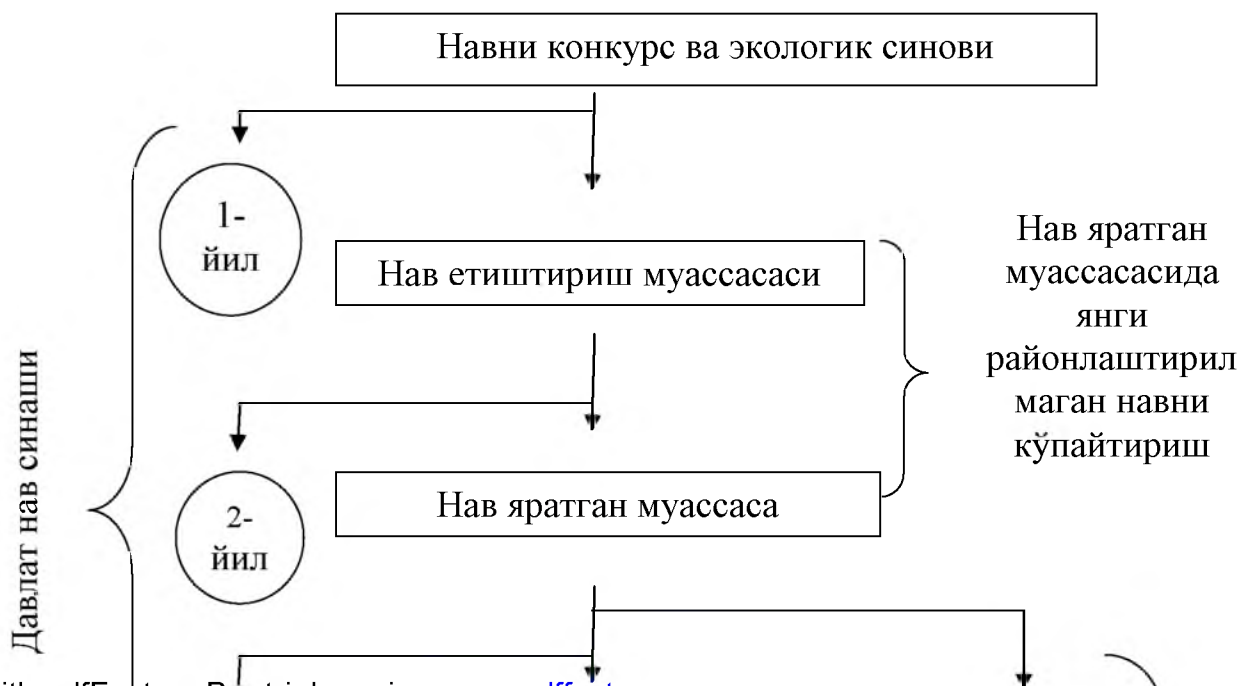 Навни конкурс ва экологик синови
1-
йил
Нав етиштириш муассасаси
Нав яратган
муассасасида
янги
районлаштирил
маган навни
кўпайтириш
Давлат нав синаши
2-
йил
Нав яратган муассаса